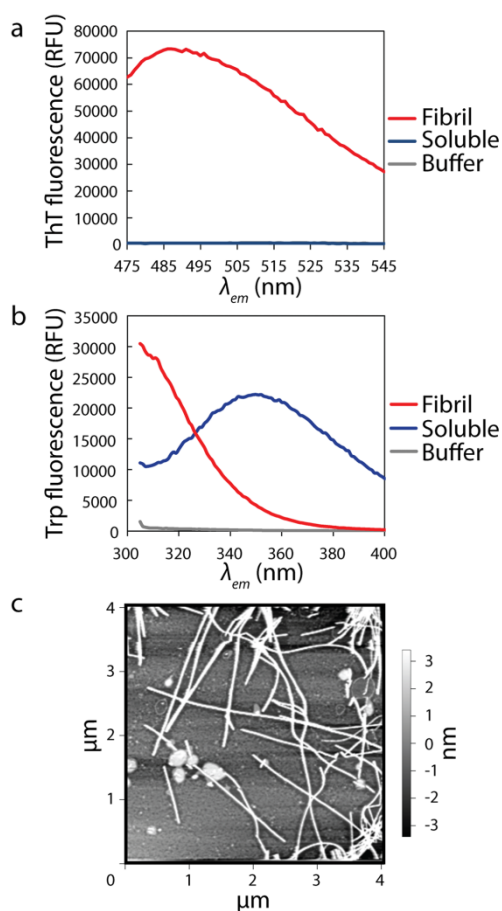 a
ThT fluorescence (RFU)
80000
70000
60000
50000
40000
30000
20000
10000
0
475 485 495 505 515 525 535 545
λem (nm)
Fibril
Soluble
Buffer
b
Trp fluorescence (RFU)
35000
30000
25000
20000
15000
10000
5000
0
300 320 340 360 380 400
λem (nm)
Fibril
Soluble
Buffer
c
4
3
2
1
μm
0 1 2 3 4
μm
3
2
1
0
-1
-2
-3
nm